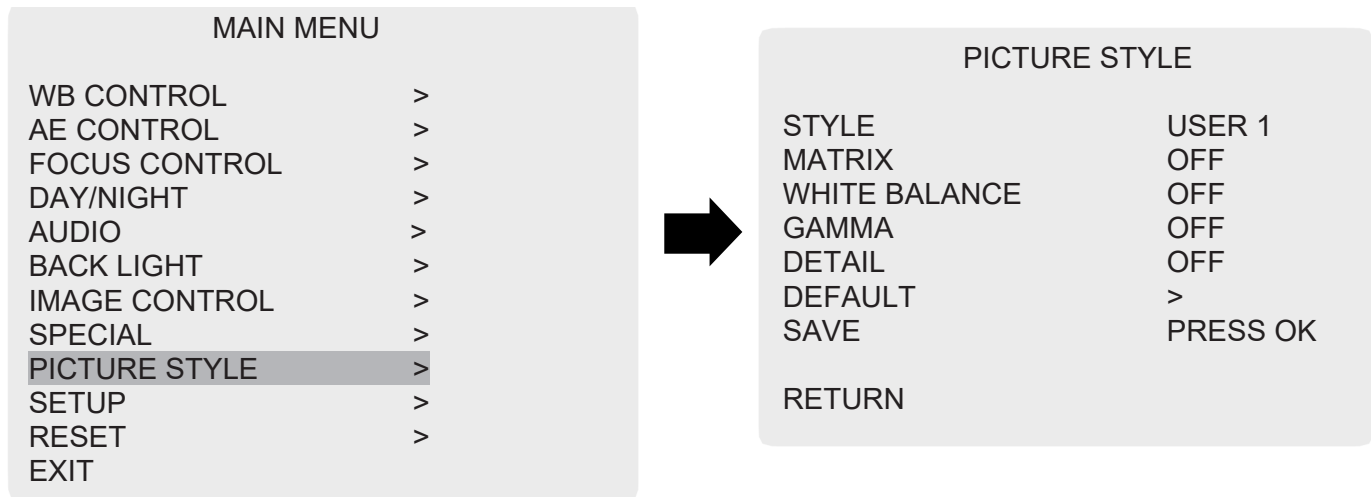 MAIN MENU
WB CONTROL >
AE CONTROL >
FOCUS CONTROL >
DAY/NIGHT >
AUDIO >
BACK LIGHT >
IMAGE CONTROL >
SPECIAL >
PICTURE STYLE >
SETUP >
RESET >
EXIT
PICTURE STYLE
STYLE USER 1
MATRIX OFF
WHITE BALANCE OFF
GAMMA OFF
DETAIL OFF
DEFAULT >
SAVE PRESS OK
RETURN